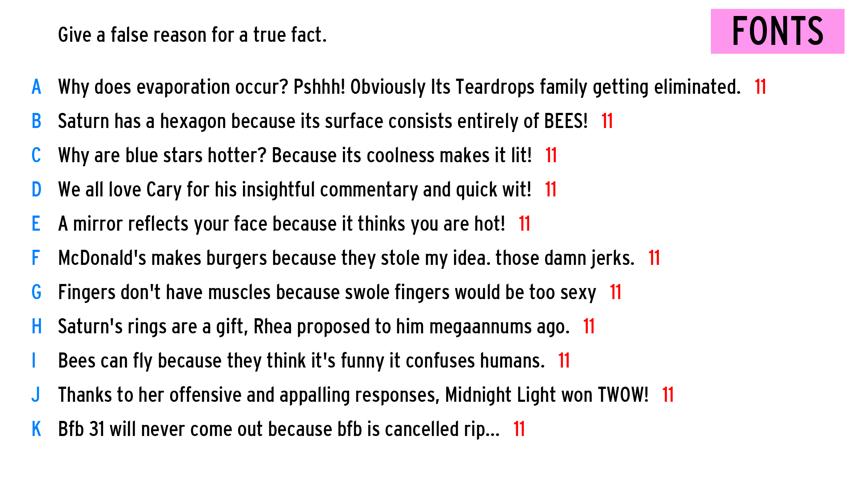 Give a false reason for a true fact.
FONTS
A Why does evaporation occur? Pshhh! Obviously Its Teardrops family getting eliminated. 11
B Saturn has a hexagon because its surface consists entirely of BEES! 11
C Why are blue stars hotter? Because its coolness makes it lit! 11
D We all love Cary for his insightful commentary and quick wit! 11
E A mirror reflects your face because it thinks you are hot! 11
F McDonald's makes burgers because they stole my idea. those damn jerks. 11
G Fingers don't have muscles because swole fingers would be too sexy 11
H Saturn's rings are a gift, Rhea proposed to him megaannums ago. 11
I Bees can fly because they think it's funny it confuses humans. 11
J Thanks to her offensive and appalling responses, Midnight Light won TWOW! 11
K Bfb 31 will never come out because bfb is cancelled rip... 11